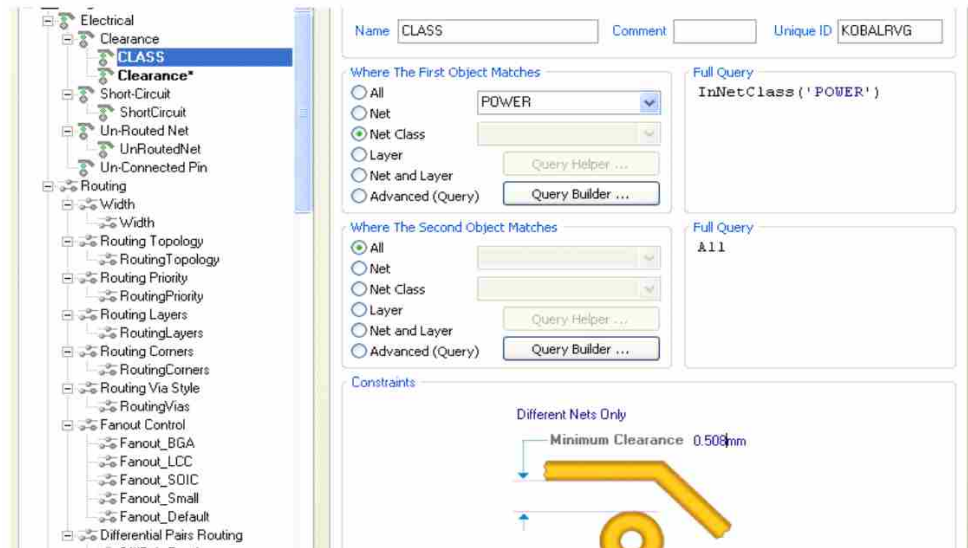 Electrical
Clearance
CLASS
Clearance*
Short-Circuit
ShortCircuit
Un-Routed Net
UnRoutedNet
Un-Connected Pin
Routing
Width
Width
Routing Topology
RoutingTopology
Routing Priority
RoutingPriority
Routing Layers
RoutingLayers
Routing Corners
RoutingCorners
Routing Via Style
RoutingVias
Fanout Control
Fanout_BGA
Fanout_LCC
Fanout_SOIC
Fanout_Small
Fanout_Default
Differential Pairs Routing
Name CLASS Comment Unique ID KOBALRVG
Where The First Object Matches
All
Net
Net Class
Layer
Net and Layer
Advanced (Query)
POWER
Query Helper ...
Query Builder ...
Full Query
InNetClass('POWER')
Where The Second Object Matches
All
Net
Net Class
Layer
Net and Layer
Advanced (Query)
Query Helper ...
Query Builder ...
Full Query
All
Constraints
Different Nets Only
Minimum Clearance 0.508mm